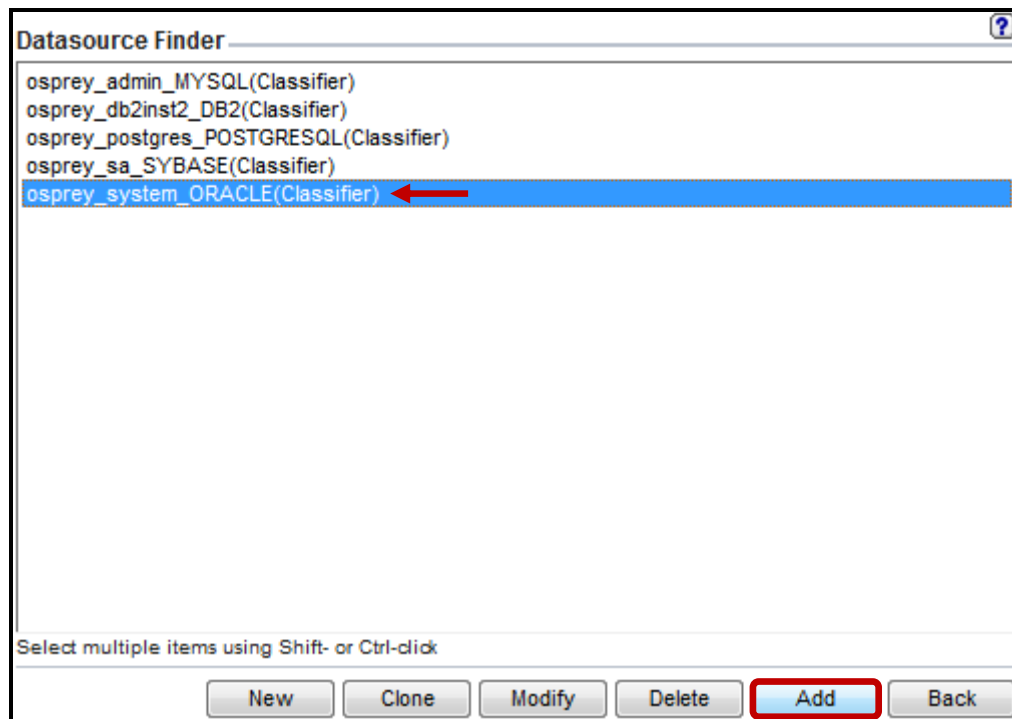 Datasource Finder
?
osprey_admin_MYSQL(Classifier)
osprey_db2inst2_DB2(Classifier)
osprey_postgres_POSTGRESQL(Classifier)
osprey_sa_SYBASE(Classifier)
osprey_system_ORACLE(Classifier)
Select multiple items using Shift- or Ctrl-click
New Clone Modify Delete Add Back